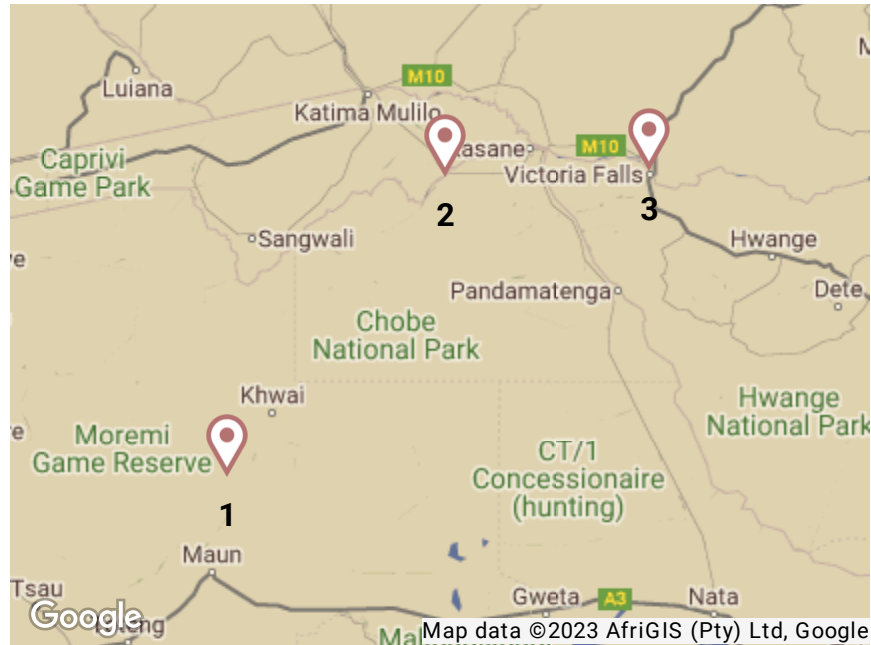 M10
Luiana
Katima Mulilo
M10
Caprivi
Game Park
asane
Victoria Falls
2
3
Sangwali
Hwange
Pandamatenga
Dete
Chobe
National Park
Khwai
Hwange
National Park
Moremi
Game Reserve
CT/1
Concessionaire
(hunting)
1
Maun
Tsau
Gweta
A3
Nata
Google
Map data ©2023 AfriGIS (Pty) Ltd, Google